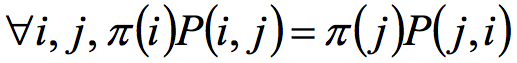 ∀i, j, π(i)P(i, j) = π(j)P(j,i)